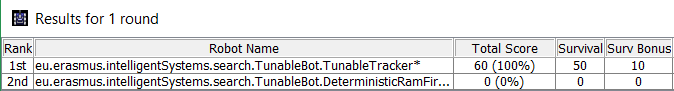 Results for 1 round
Rank Robot Name Total Score Survival Surv Bonus
1st eu.erasmus.intelligentSystems.search.TunableBot.TunableTracker* 60 (100%) 50 10
2nd eu.erasmus.intelligentSystems.search.TunableBot.DeterministicRamFir... 0 (0%) 0 0